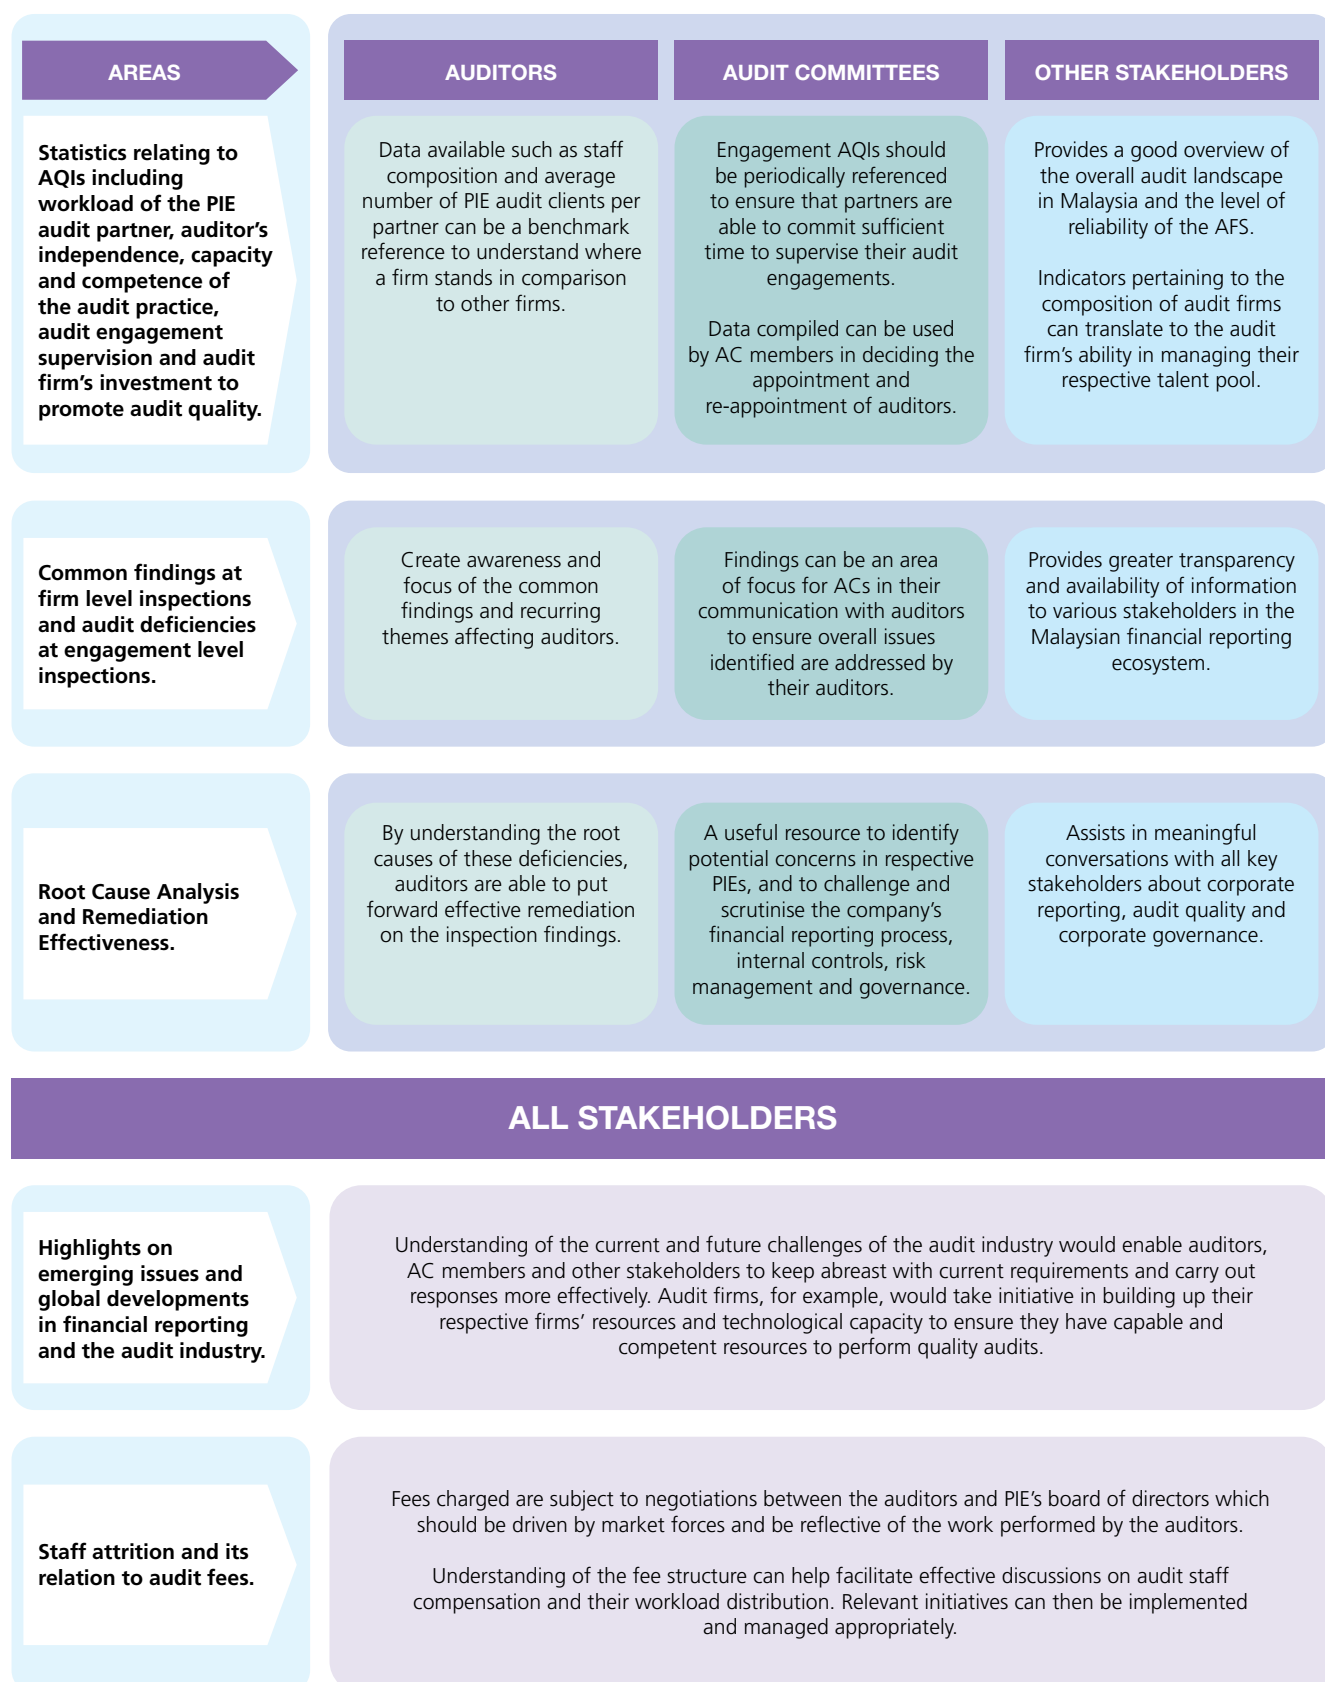 AREAS
AUDITORS
AUDIT COMMITTEES
OTHER STAKEHOLDERS
Statistics relating to
AQIs including
workload of the PIE
audit partner, auditor's
independence, capacity
and competence of
the audit practice,
audit engagement
supervision and audit
firm's investment to
promote audit quality.
Data available such as staff
composition and average
number of PIE audit clients per
partner can be a benchmark
reference to understand where
a firm stands in comparison
to other firms.
Engagement AQIs should
be periodically referenced
to ensure that partners are
able to commit sufficient
time to supervise their audit
engagements.
Data compiled can be used
by AC members in deciding the
appointment and
re-appointment of auditors.
Provides a good overview of
the overall audit landscape
in Malaysia and the level of
reliability of the AFS.
Indicators pertaining to the
composition of audit firms
can translate to the audit
firm's ability in managing their
respective talent pool.
Common findings at
firm level inspections
and audit deficiencies
at engagement level
inspections.
Create awareness and
focus of the common
findings and recurring
themes affecting auditors.
Findings can be an area
of focus for ACs in their
communication with auditors
to ensure overall issues
identified are addressed by
their auditors.
Provides greater transparency
and availability of information
to various stakeholders in the
Malaysian financial reporting
ecosystem.
Root Cause Analysis
and Remediation
Effectiveness.
By understanding the root
causes of these deficiencies,
auditors are able to put
forward effective remediation
on the inspection findings.
A useful resource to identify
potential concerns in respective
PIEs, and to challenge and
scrutinise the company's
financial reporting process,
internal controls, risk
management and governance.
Assists in meaningful
conversations with all key
stakeholders about corporate
reporting, audit quality and
corporate governance.
ALL STAKEHOLDERS
Highlights on
emerging issues and
global developments
in financial reporting
and the audit industry.
Understanding of the current and future challenges of the audit industry would enable auditors,
AC members and other stakeholders to keep abreast with current requirements and carry out
responses more effectively. Audit firms, for example, would take initiative in building up their
respective firms' resources and technological capacity to ensure they have capable and
competent resources to perform quality audits.
Staff attrition and its
relation to audit fees.
Fees charged are subject to negotiations between the auditors and PIE's board of directors which
should be driven by market forces and be reflective of the work performed by the auditors.
Understanding of the fee structure can help facilitate effective discussions on audit staff
compensation and their workload distribution. Relevant initiatives can then be implemented
and managed appropriately.